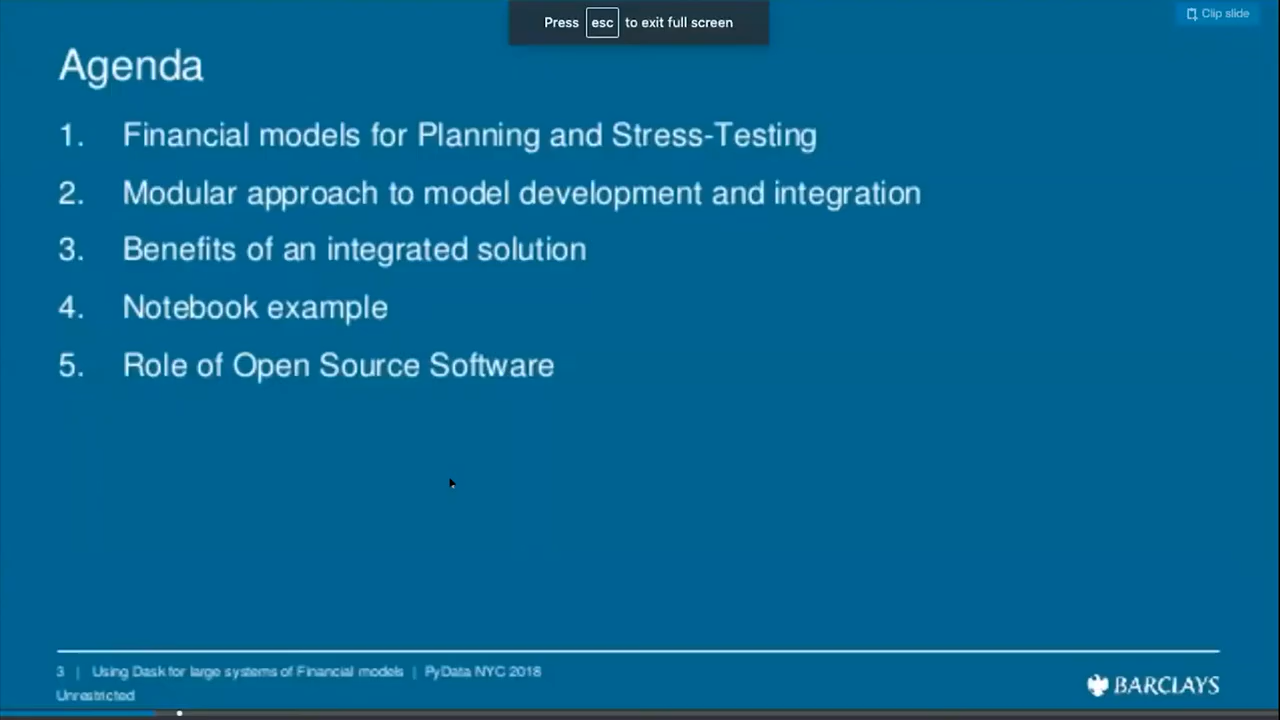 Press esc to exit full screen
Clip slide
Agenda
1. Financial models for Planning and Stress-Testing
2. Modular approach to model development and integration
3. Benefits of an integrated solution
4. Notebook example
5. Role of Open Source Software
3 | Using Dask for large systems of Financial models | PyData NYC 2018
Unrestricted
BARCLAYS